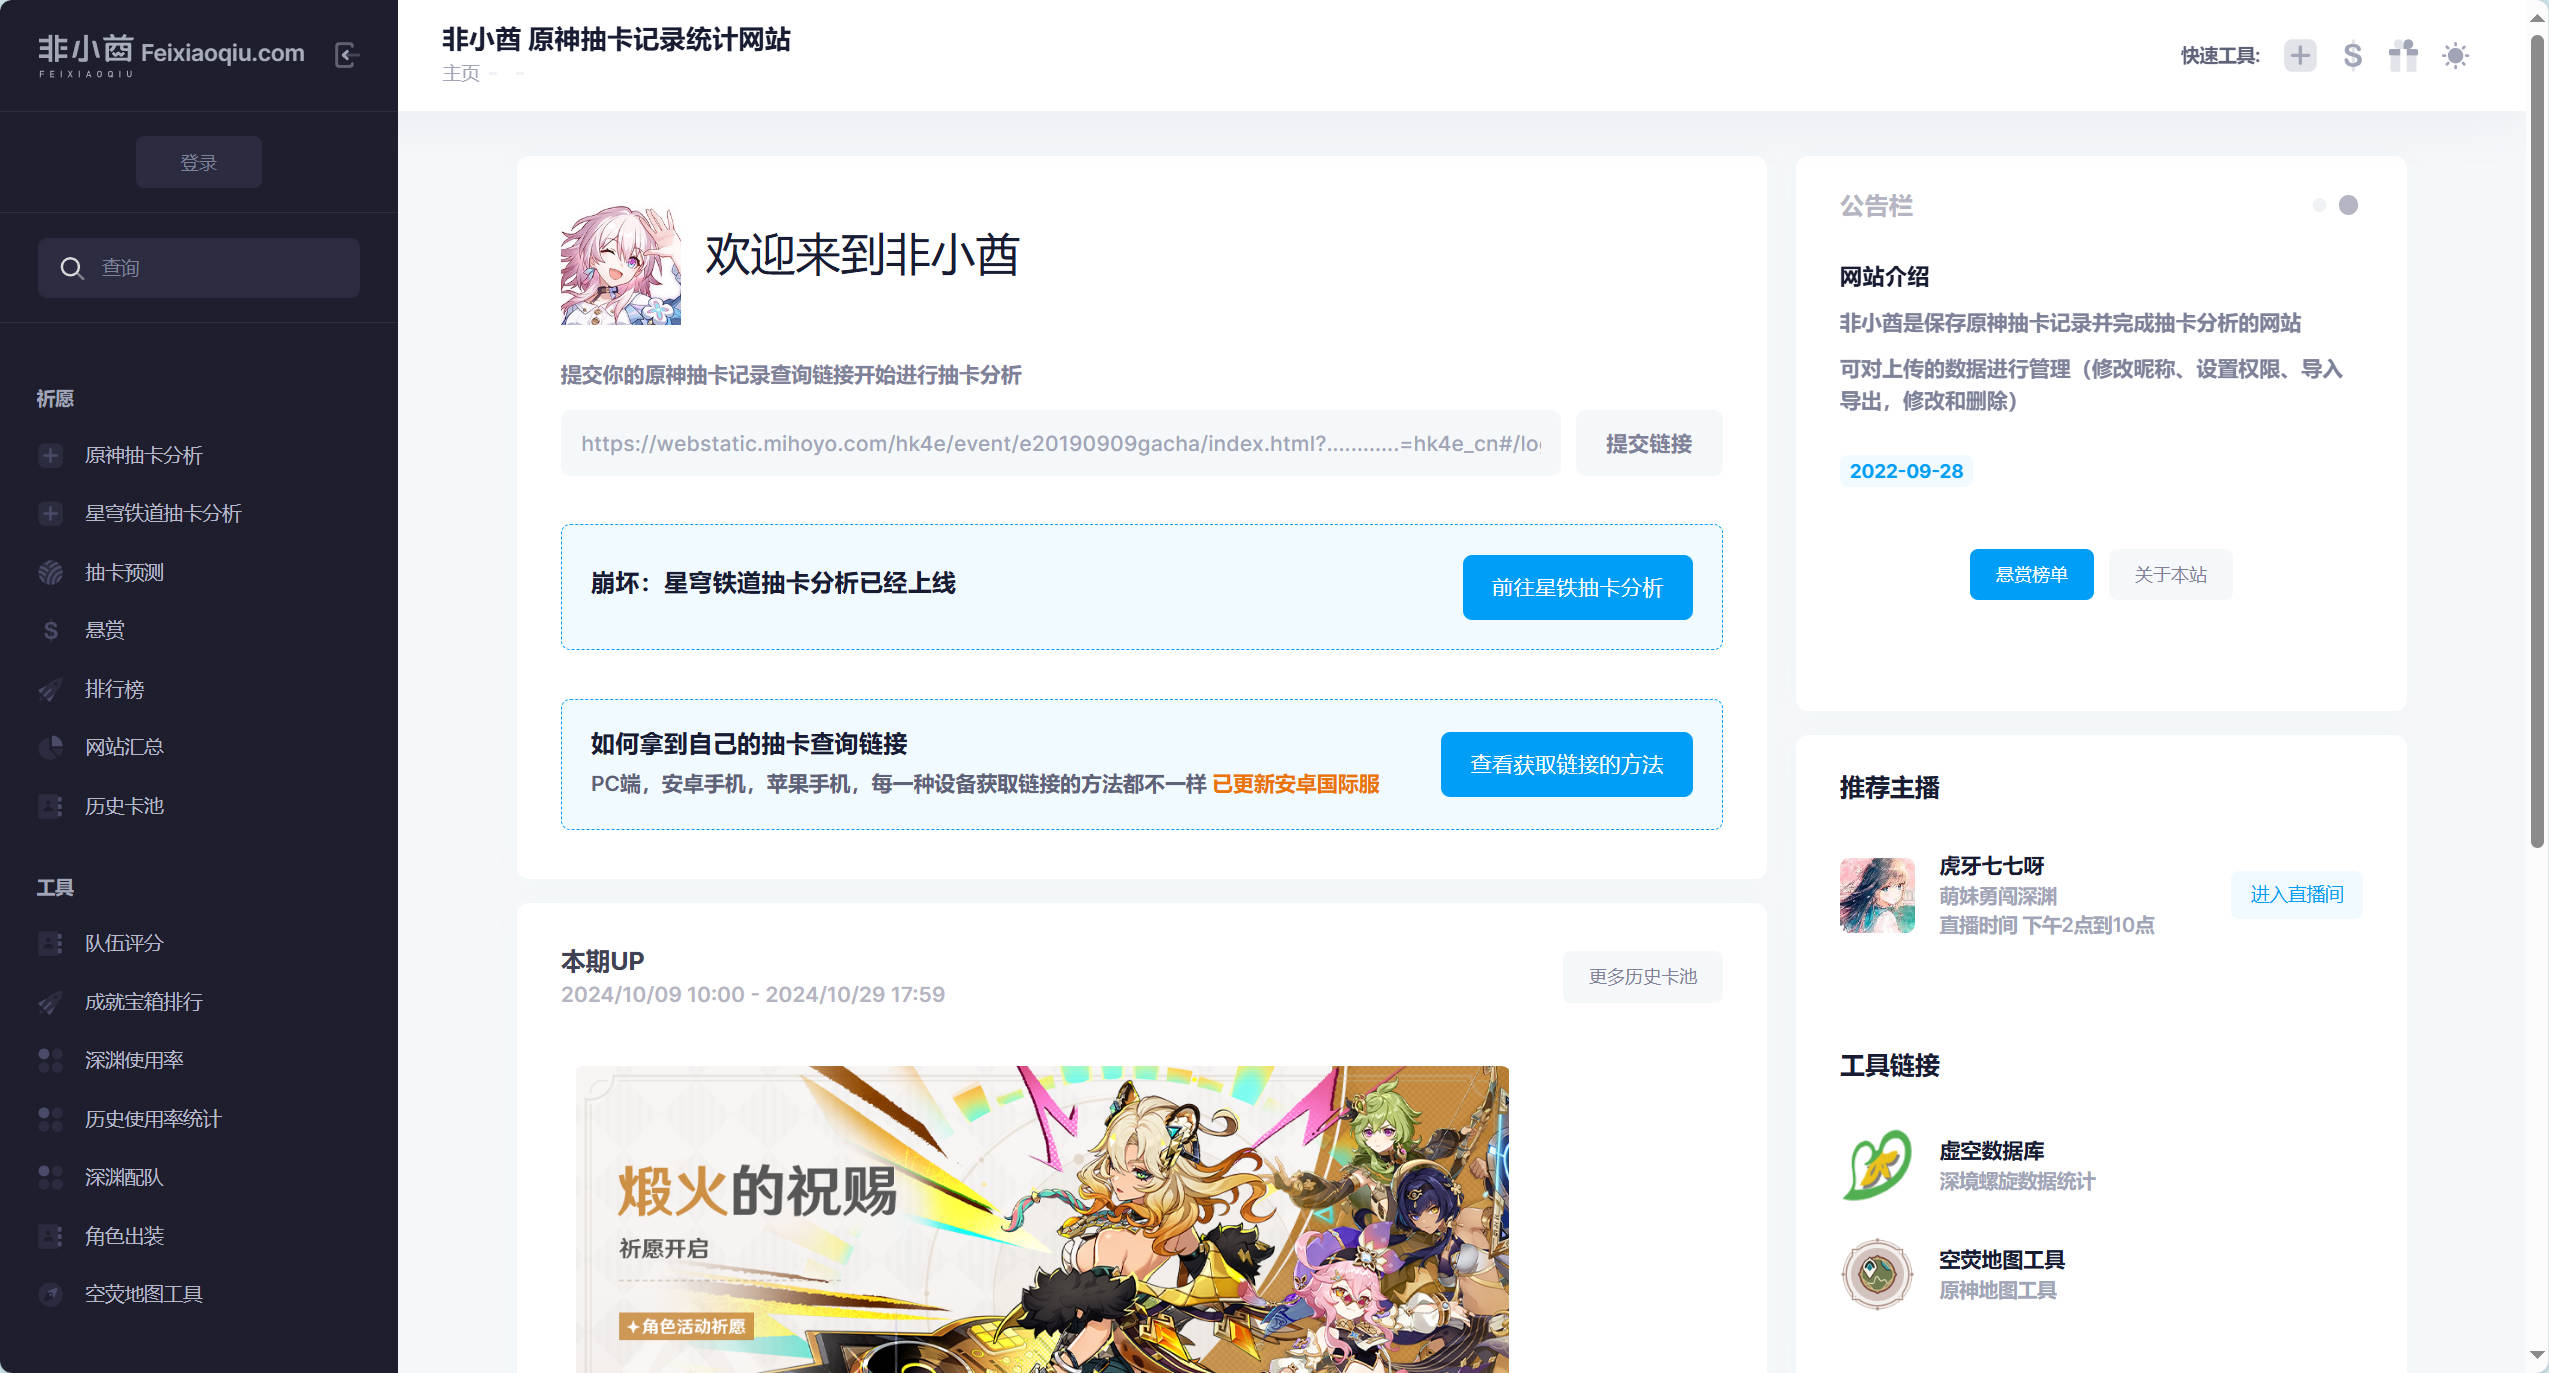 非小酋 Feixiaoqiu.com
FEIXIAOQIU
登录
查询
祈愿
原神抽卡分析
星穹铁道抽卡分析
抽卡预测
悬赏
排行榜
网站汇总
历史卡池
工具
队伍评分
成就宝箱排行
深渊使用率
历史使用率统计
深渊配队
角色出装
空荧地图工具
非小酋 原神抽卡记录统计网站
主页 - -
快速工具:
欢迎来到非小酋
提交你的原神抽卡记录查询链接开始进行抽卡分析
https://webstatic.mihoyo.com/hk4e/event/e20190909gacha/index.html?............=hk4e_cn#/lo
提交链接
崩坏：星穹铁道抽卡分析已经上线
前往星铁抽卡分析
如何拿到自己的抽卡查询链接
PC端，安卓手机，苹果手机，每一种设备获取链接的方法都不一样 已更新安卓国际服
查看获取链接的方法
本期UP
2024/10/09 10:00 - 2024/10/29 17:59
更多历史卡池
煅火的祝赐
祈愿开启
角色活动祈愿
公告栏
网站介绍
非小酋是保存原神抽卡记录并完成抽卡分析的网站
可对上传的数据进行管理（修改昵称、设置权限、导入
导出，修改和删除）
2022-09-28
悬赏榜单
关于本站
推荐主播
虎牙七七呀
萌妹勇闯深渊
直播时间 下午2点到10点
进入直播间
工具链接
虚空数据库
深境螺旋数据统计
空荧地图工具
原神地图工具